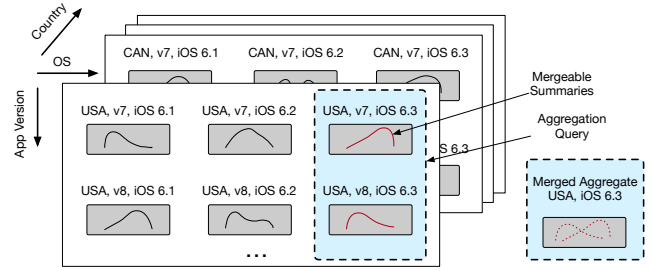 Country
OS
App Version
CAN, v7, iOS 6.1
CAN, v7, iOS 6.2
CAN, v7, iOS 6.3
USA, v7, iOS 6.1
USA, v7, iOS 6.2
USA, v7, iOS 6.3
USA, v8, iOS 6.1
USA, v8, iOS 6.2
USA, v8, iOS 6.3
...
iOS 6.3
Mergeable
Summaries
Aggregation
Query
Merged Aggregate
USA, iOS 6.3